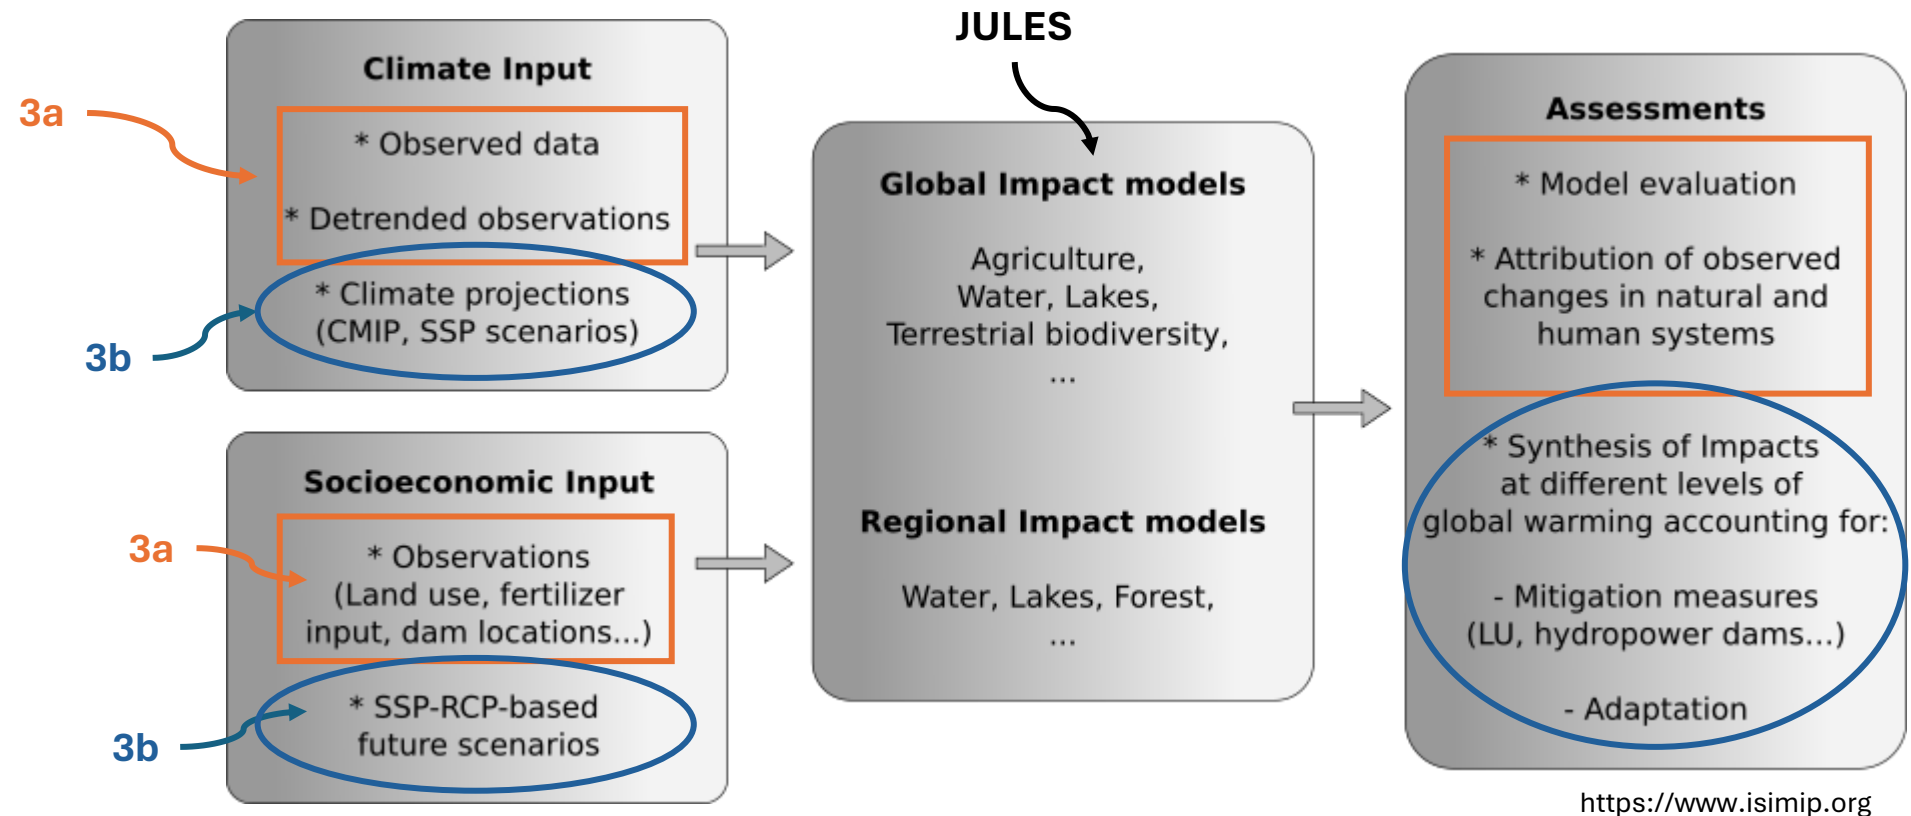 JULES
3a
Climate Input
* Observed data
* Detrended observations
3b
* Climate projections
(CMIP, SSP scenarios)
Socioeconomic Input
3a
* Observations
(Land use, fertilizer
input, dam locations...)
3b
* SSP-RCP-based
future scenarios
Global Impact models
Agriculture,
Water, Lakes,
Terrestrial biodiversity,
...
Regional Impact models
Water, Lakes, Forest,
...
Assessments
* Model evaluation
* Attribution of observed
changes in natural and
human systems
* Synthesis of Impacts
at different levels of
global warming accounting for:
- Mitigation measures
(LU, hydropower dams...)
- Adaptation
https://www.isimip.org